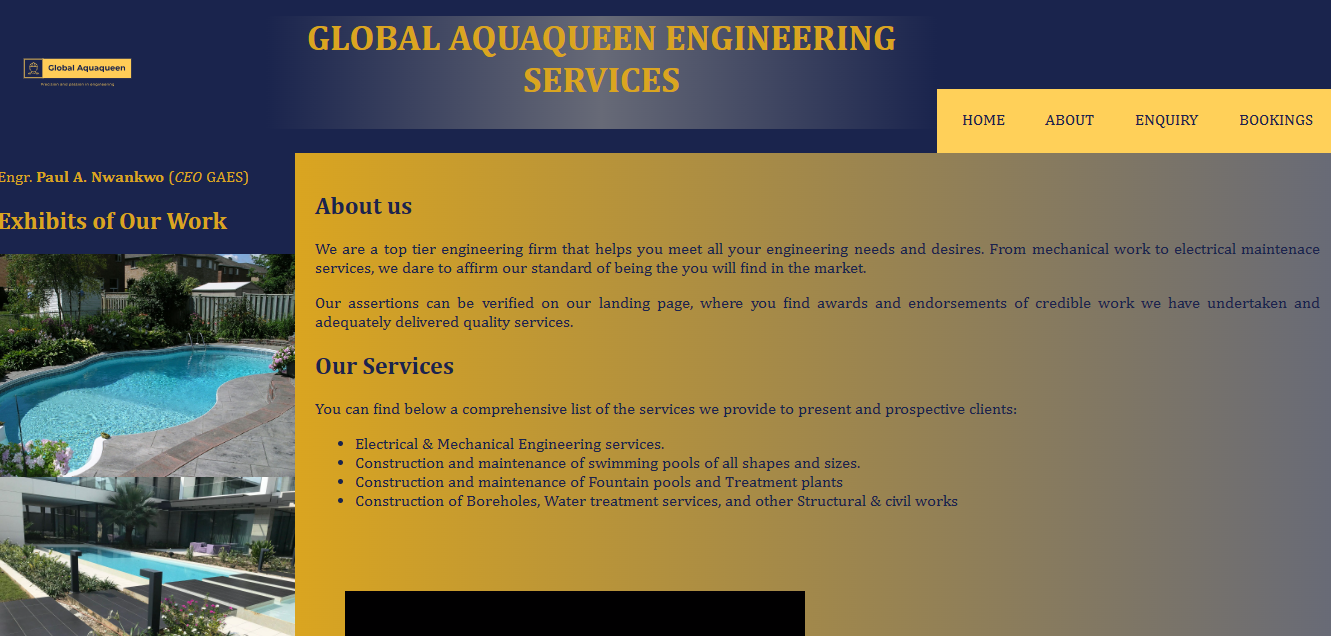 GLOBAL AQUAQUEEN ENGINEERING
SERVICES
Global Aquaqueen
Precision and passion in engineering
HOME ABOUT ENQUIRY BOOKINGS
Engr. Paul A. Nwankwo (CEO GAES)
Exhibits of Our Work
About us
We are a top tier engineering firm that helps you meet all your engineering needs and desires. From mechanical work to electrical maintenace
services, we dare to affirm our standard of being the you will find in the market.
Our assertions can be verified on our landing page, where you find awards and endorsements of credible work we have undertaken and
adequately delivered quality services.
Our Services
You can find below a comprehensive list of the services we provide to present and prospective clients:
• Electrical & Mechanical Engineering services.
• Construction and maintenance of swimming pools of all shapes and sizes.
• Construction and maintenance of Fountain pools and Treatment plants
• Construction of Boreholes, Water treatment services, and other Structural & civil works